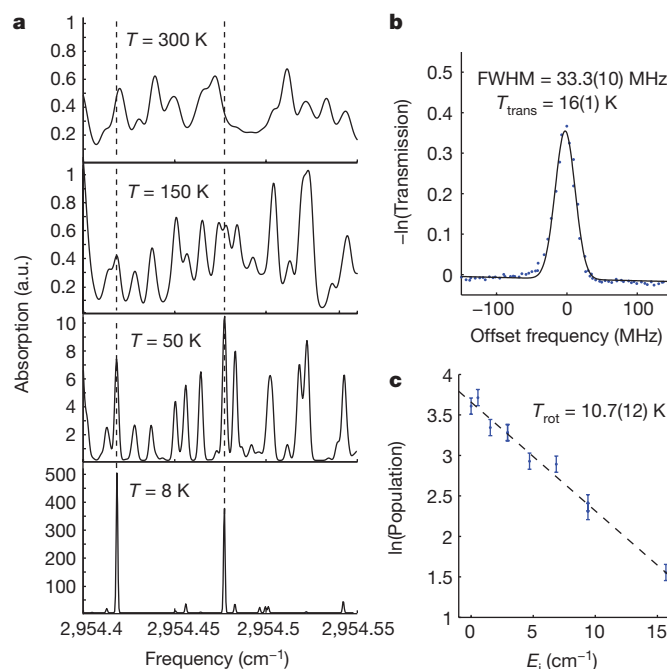 a
T = 300 K
1
0.8
0.6
0.4
0.2
T = 150 K
1
0.8
0.6
0.4
0.2
Absorption (a.u.)
T = 50 K
10
8
6
4
2
T = 8 K
500
400
300
200
100
2,954.4 2,954.45 2,954.5 2,954.55
Frequency (cm⁻¹)
b
−0.5
FWHM = 33.3(10) MHz
T_trans = 16(1) K
0.4
0.3
0.2
0.1
0
−ln(Transmission)
−100 0 100
Offset frequency (MHz)
c
4
T_rot = 10.7(12) K
3.5
3
2.5
2
1.5
1
ln(Population)
0 5 10 15
E_i (cm⁻¹)